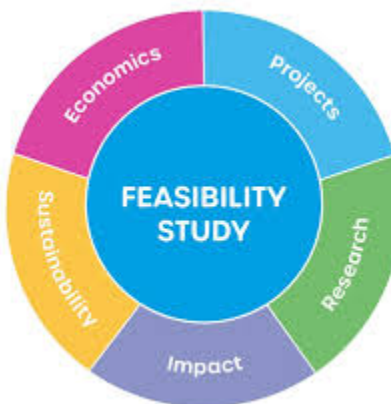 Economics
Projects
FEASIBILITY
STUDY
Sustainability
Research
Impact